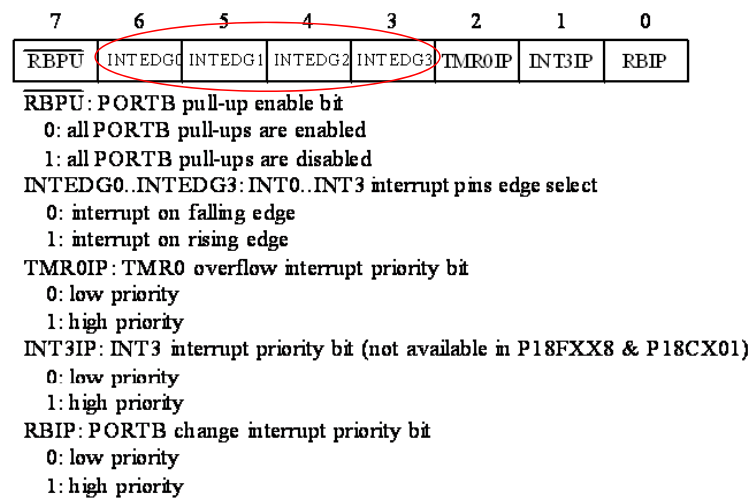 7 6 5 4 3 2 1 0
RBPU INTEDG0 INTEDG1 INTEDG2 INTEDG3 TMR0IP INT3IP RBIP
RBPU: PORTB pull-up enable bit
0: all PORTB pull-ups are enabled
1: all PORTB pull-ups are disabled
INTEDG0..INTEDG3: INT0..INT3 interrupt pins edge select
0: interrupt on falling edge
1: interrupt on rising edge
TMR0IP: TMR0 overflow interrupt priority bit
0: low priority
1: high priority
INT3IP: INT3 interrupt priority bit (not available in P18FXX8 & P18CX01)
0: low priority
1: high priority
RBIP: PORTB change interrupt priority bit
0: low priority
1: high priority